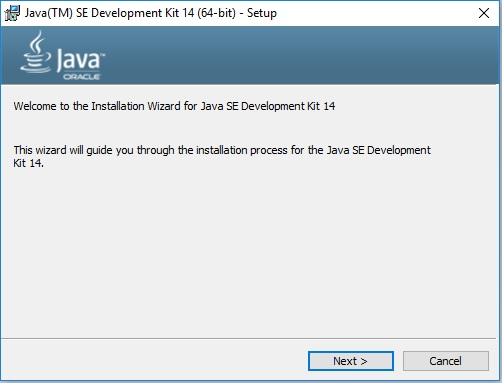 Java(TM) SE Development Kit 14 (64-bit) - Setup
Java
ORACLE
Welcome to the Installation Wizard for Java SE Development Kit 14
This wizard will guide you through the installation process for the Java SE Development
Kit 14.
Next >
Cancel